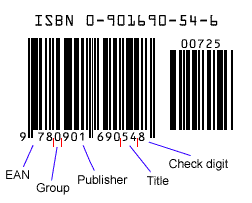 ISBN 0-901690-54-6
00725
9 780901 690548
EAN
Group
Publisher
Title
Check digit